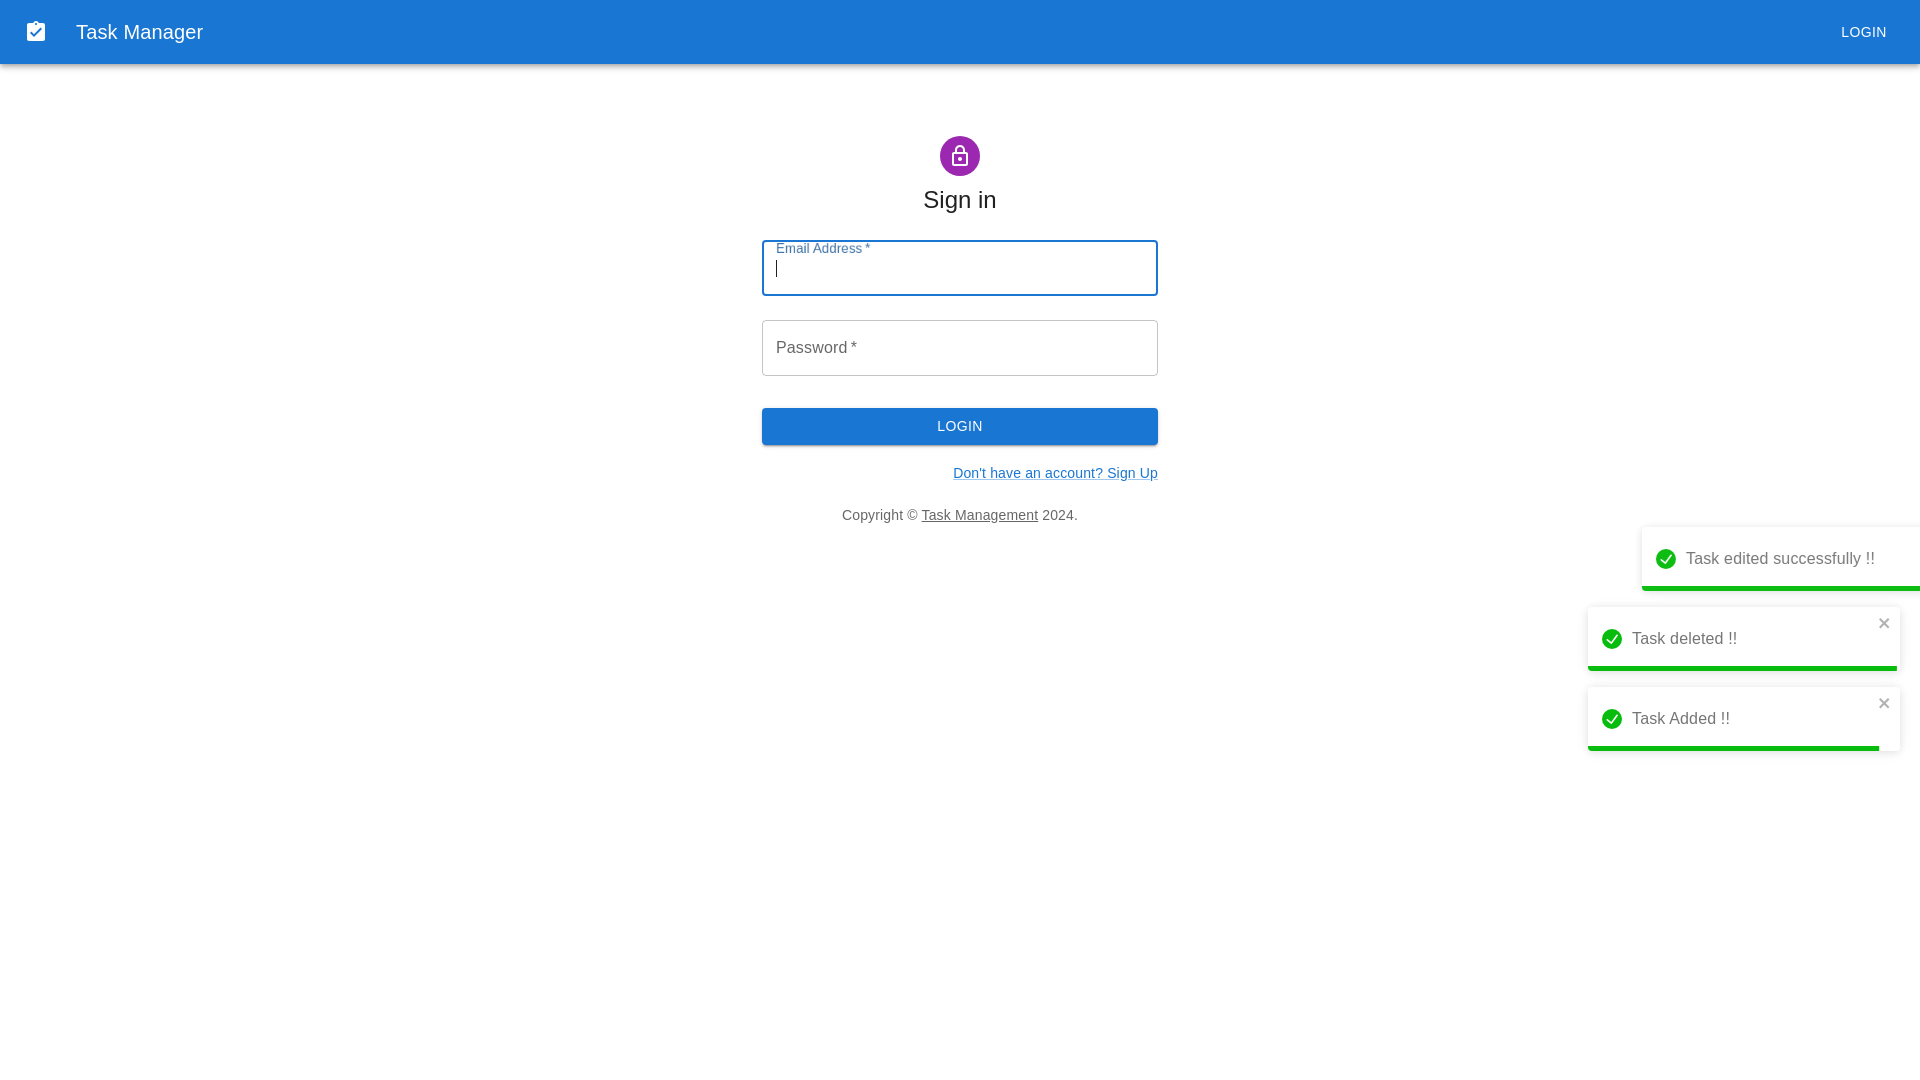 Task Manager
LOGIN
Sign in
Email Address *
Password *
LOGIN
Don't have an account? Sign Up
Copyright © Task Management 2024.
Task edited successfully !!
Task deleted !!
Task Added !!